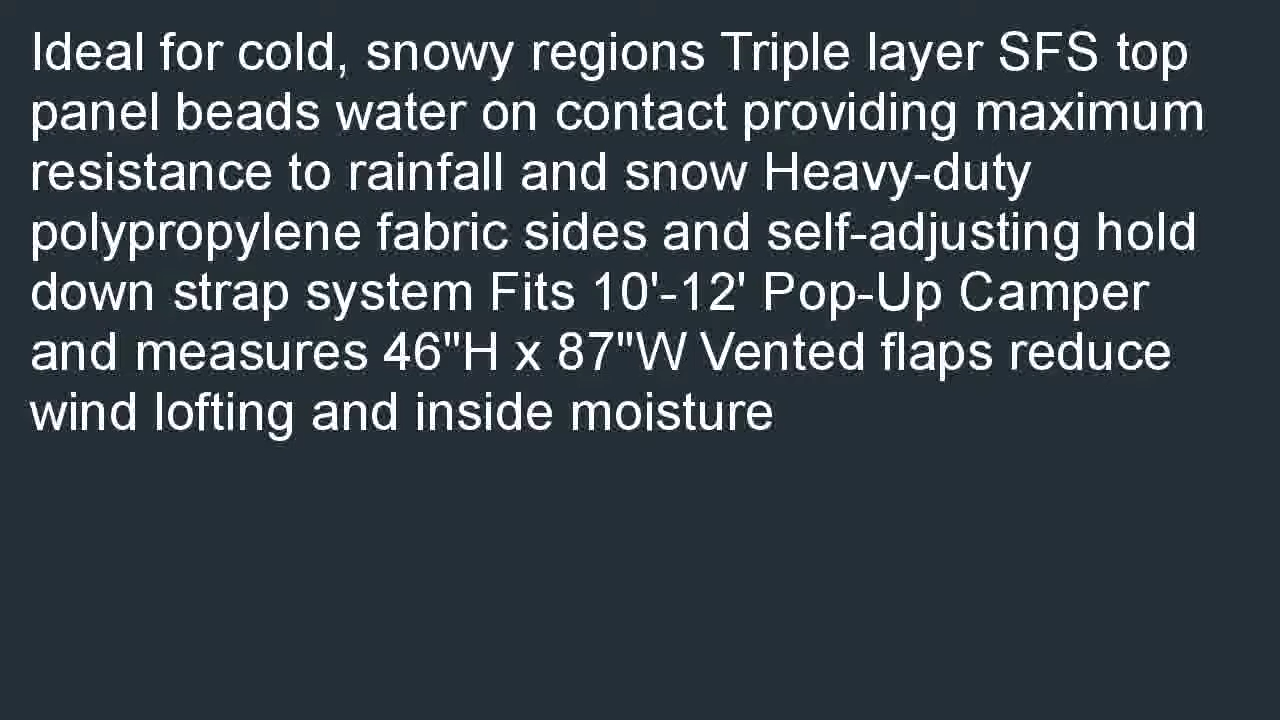 Ideal for cold, snowy regions Triple layer SFS top
panel beads water on contact providing maximum
resistance to rainfall and snow Heavy-duty
polypropylene fabric sides and self-adjusting hold
down strap system Fits 10'-12' Pop-Up Camper
and measures 46"H x 87"W Vented flaps reduce
wind lofting and inside moisture